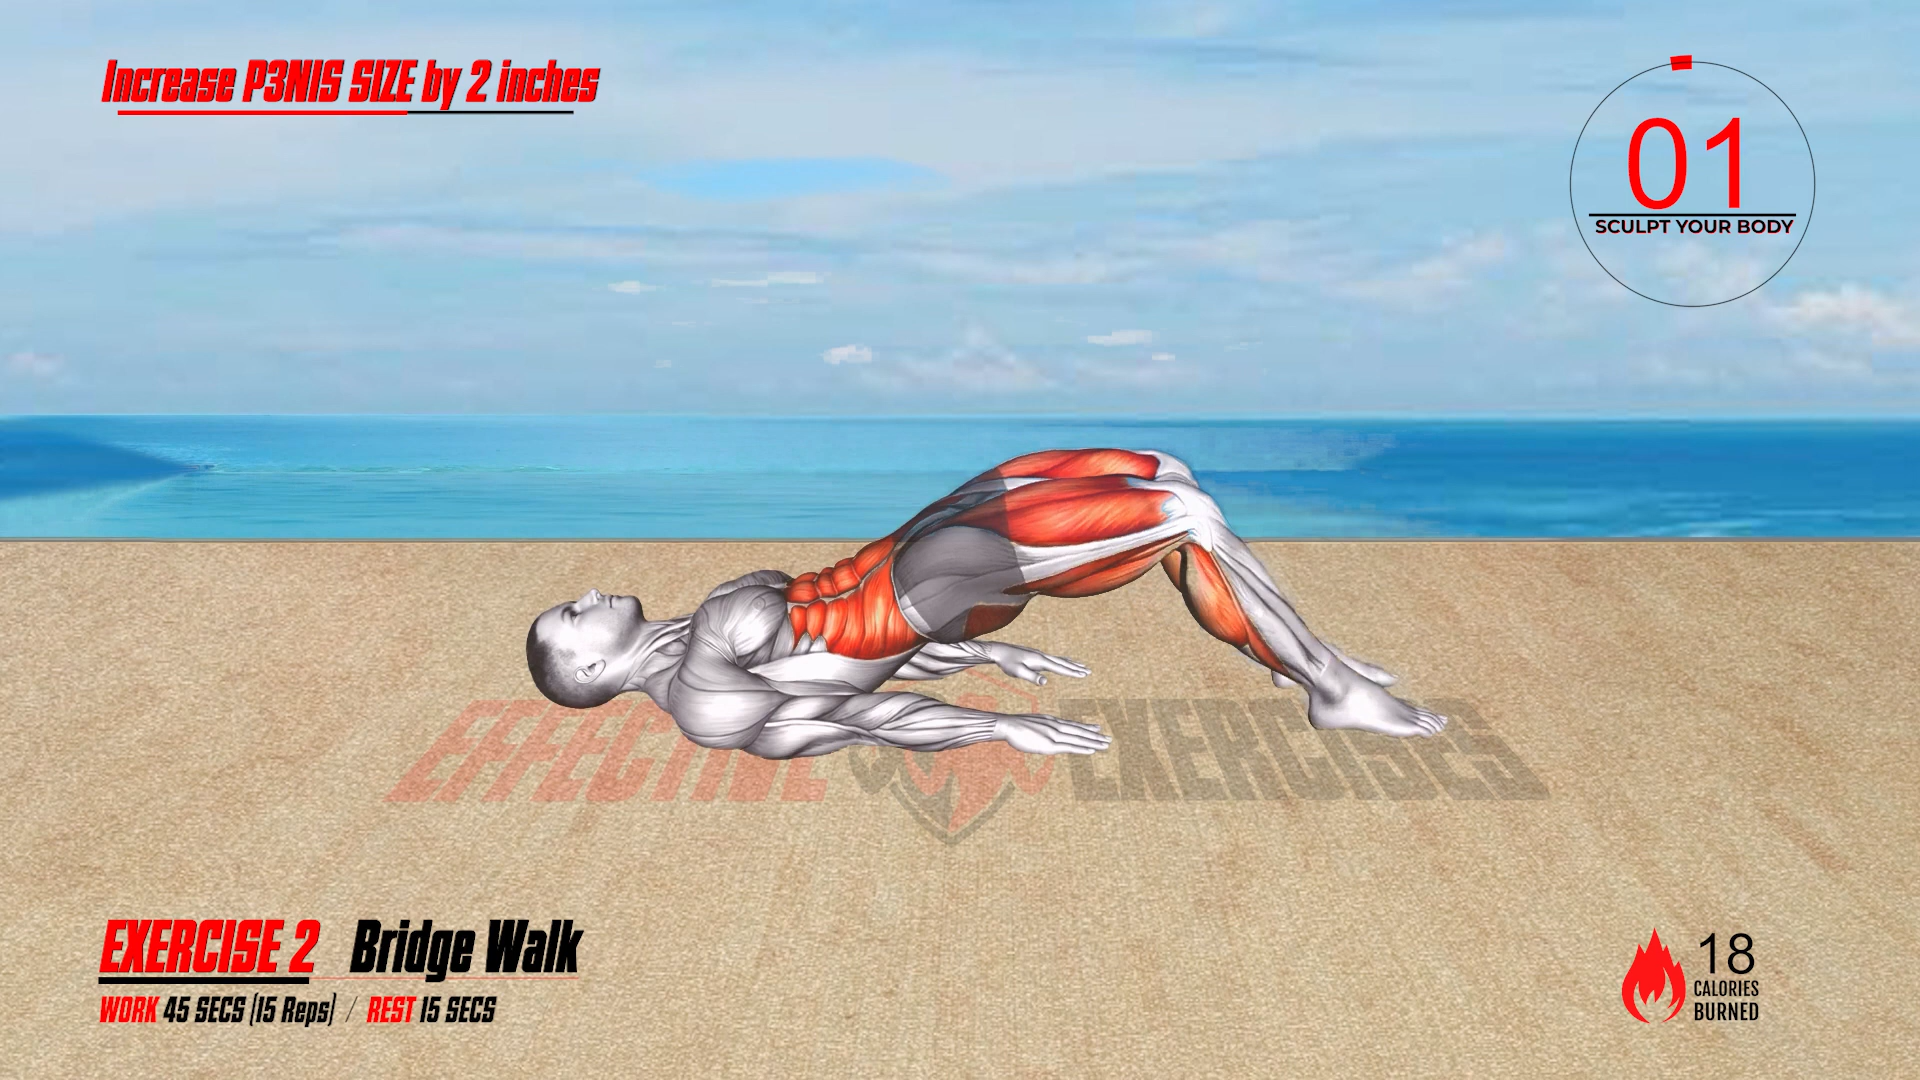 Increase P3NIS SIZE by 2 inches
01
SCULPT YOUR BODY
EFFECTIVE EXERCISES
EXERCISE 2 Bridge Walk
WORK 45 SECS (15 Reps) / REST 15 SECS
18
CALORIES
BURNED